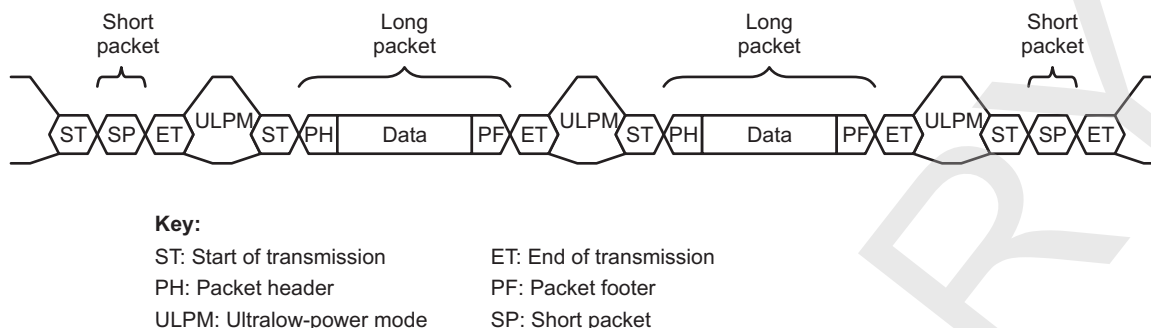 Short Long Long Short
packet packet packet packet
ST SP ET ULPM ST PH Data PF ET ULPM ST PH Data PF ET ULPM ST SP ET
Key:
ST: Start of transmission ET: End of transmission
PH: Packet header PF: Packet footer
ULPM: Ultralow-power mode SP: Short packet
RY